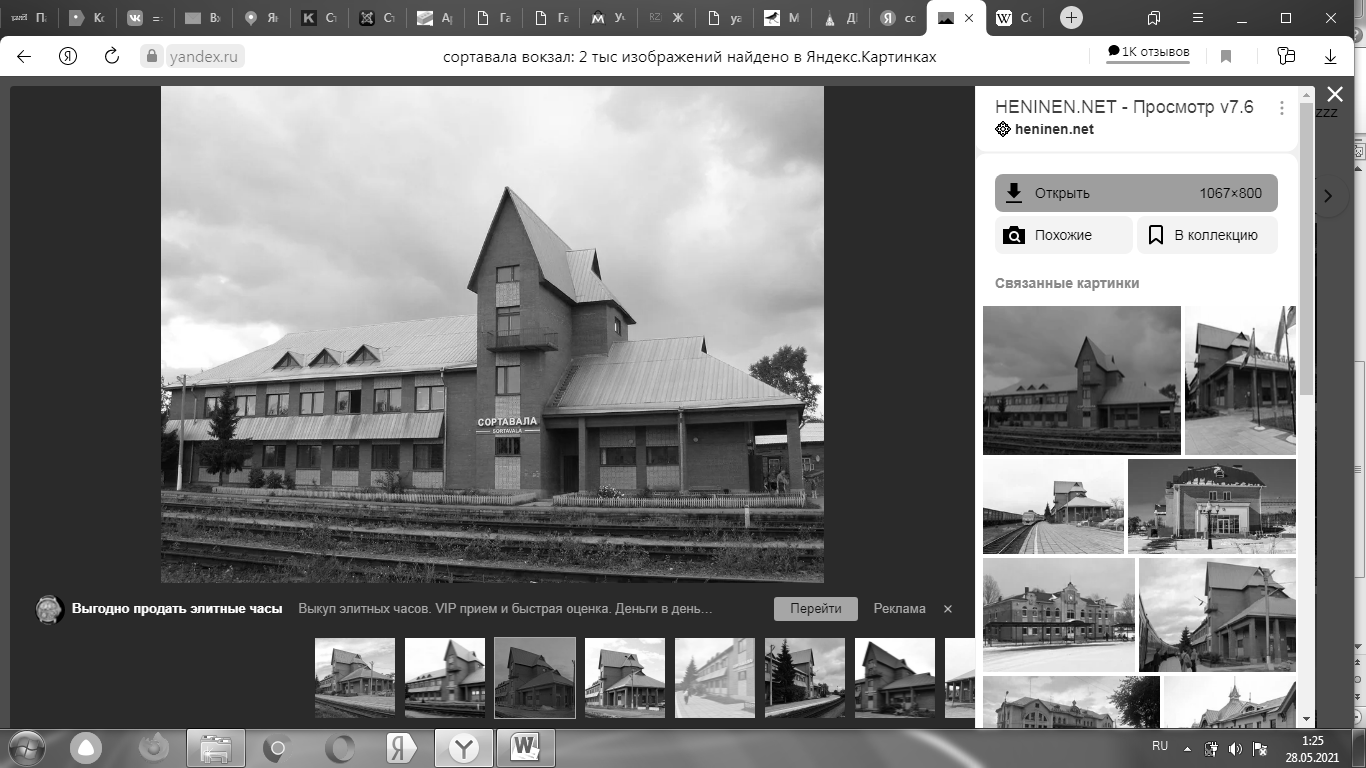 yandex.ru
сортавала вокзал: 2 тыс изображений найдено в Яндекс.Картинках
1К отзывов
HENINEN.NET - Просмотр v7.6
heninen.net
zzz
Открыть 1067×800
Похожие В коллекцию
Связанные картинки
СОРТАВАЛА
SORTAVALA
Выгодно продать элитные часы Выкуп элитных часов. VIP прием и быстрая оценка. Деньги в день… Перейти Реклама
RU
1:25
28.05.2021